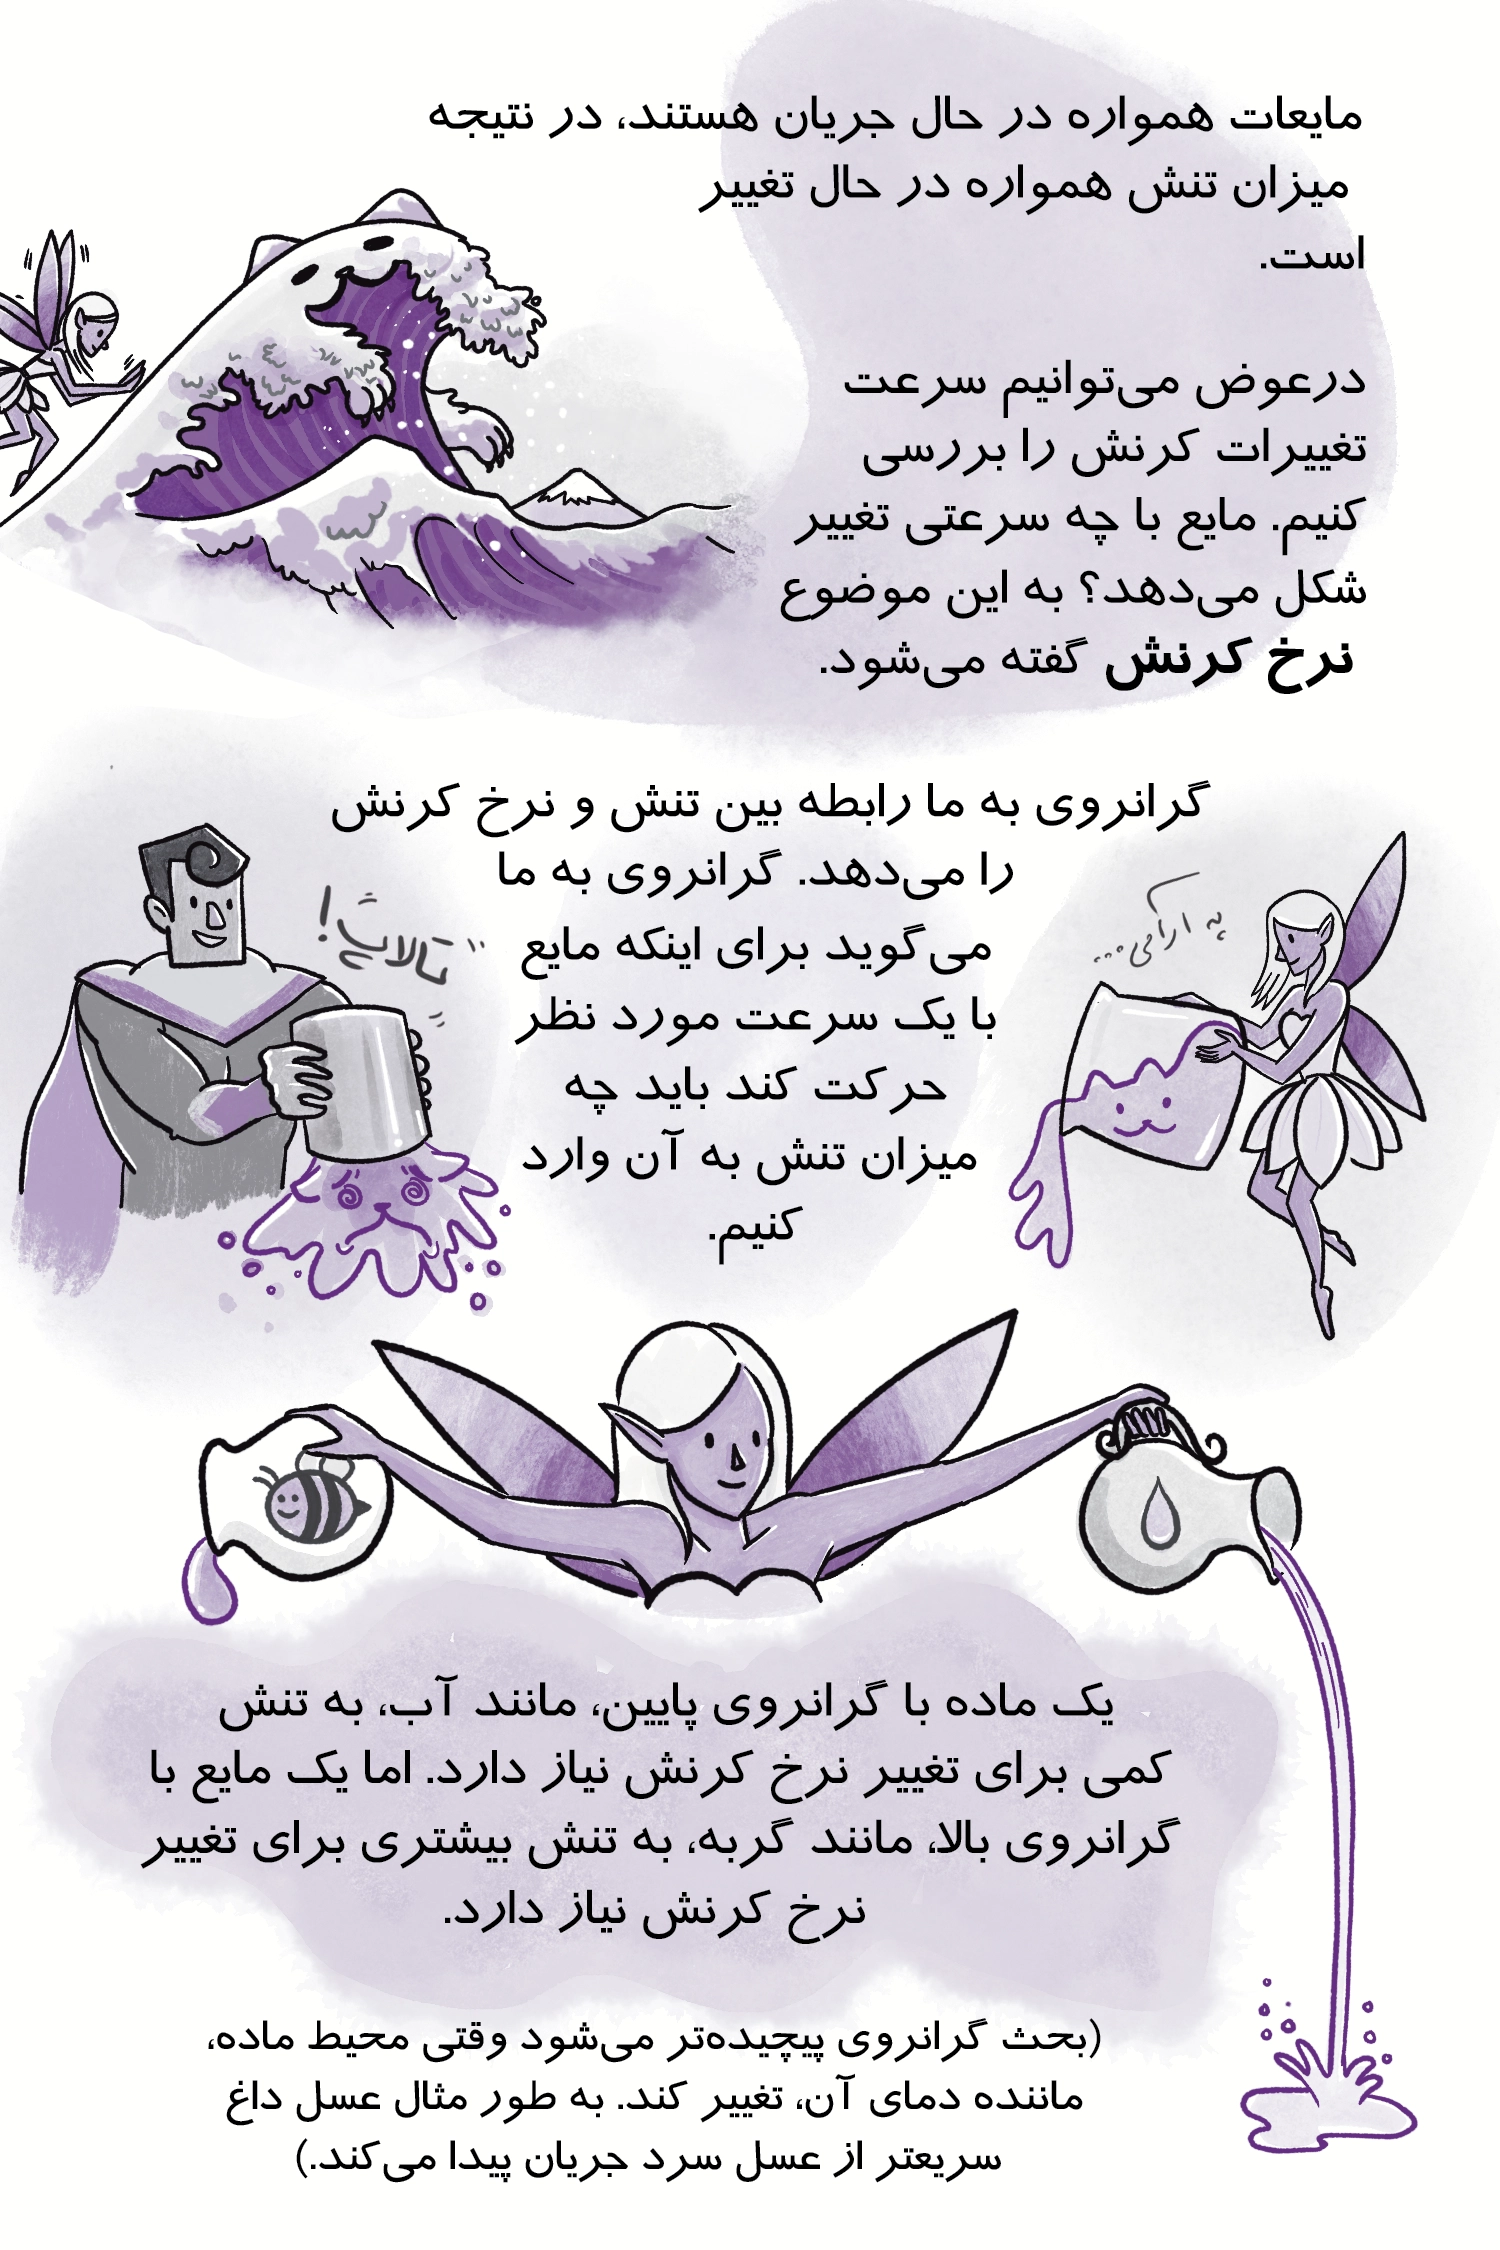 مایعات همواره در حال جریان هستند، در نتیجه
میزان تنش همواره در حال تغییر
است.
درعوض می‌توانیم سرعت
تغییرات کرنش را بررسی
کنیم. مایع با چه سرعتی تغییر
شکل می‌دهد؟ به این موضوع
نرخ کرنش گفته می‌شود.
گرانروی به ما رابطه بین تنش و نرخ کرنش
را می‌دهد. گرانروی به ما
می‌گوید برای اینکه مایع
با یک سرعت مورد نظر
حرکت کند باید چه
میزان تنش به آن وارد
کنیم.
به ارامی...
تالاپ!
یک ماده با گرانروی پایین، مانند آب، به تنش
کمی برای تغییر نرخ کرنش نیاز دارد. اما یک مایع با
گرانروی بالا، مانند گربه، به تنش بیشتری برای تغییر
نرخ کرنش نیاز دارد.
(بحث گرانروی پیچیده‌تر می‌شود وقتی محیط ماده،
ماننده دمای آن، تغییر کند. به طور مثال عسل داغ
سریعتر از عسل سرد جریان پیدا می‌کند.)